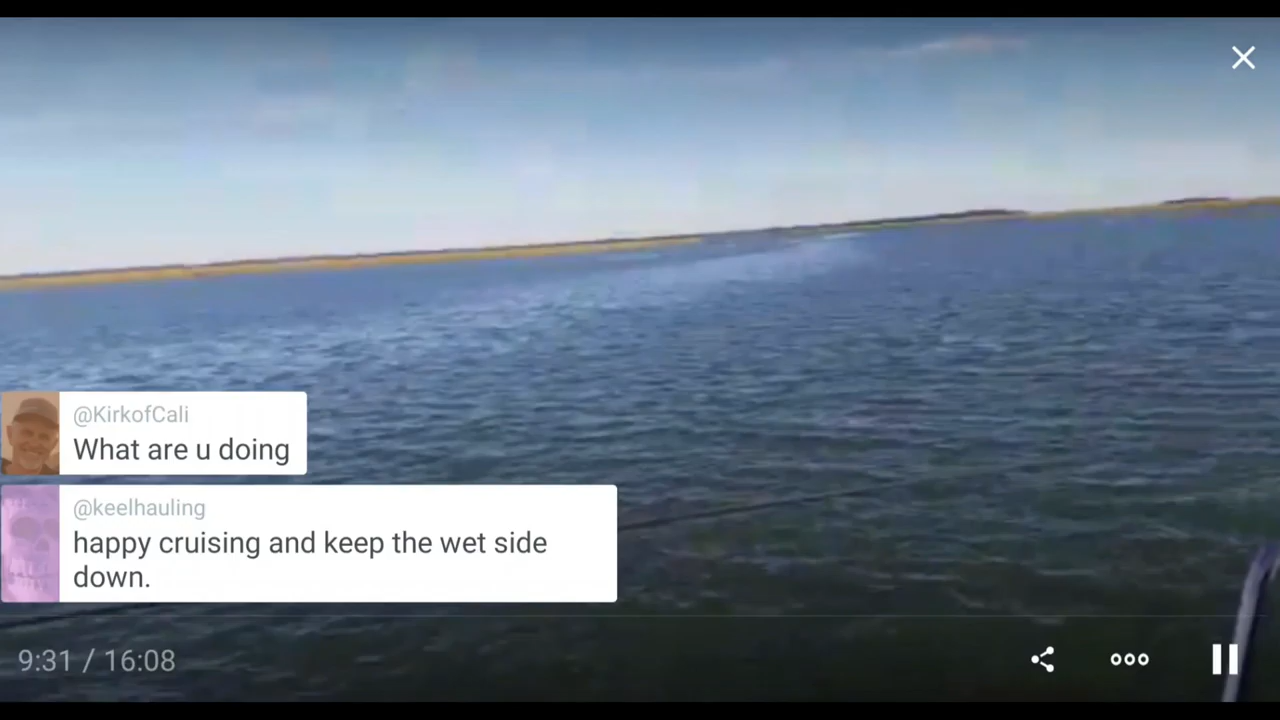 @KirkofCali
What are u doing
@keelhauling
happy cruising and keep the wet side
down.
9:31 / 16:08